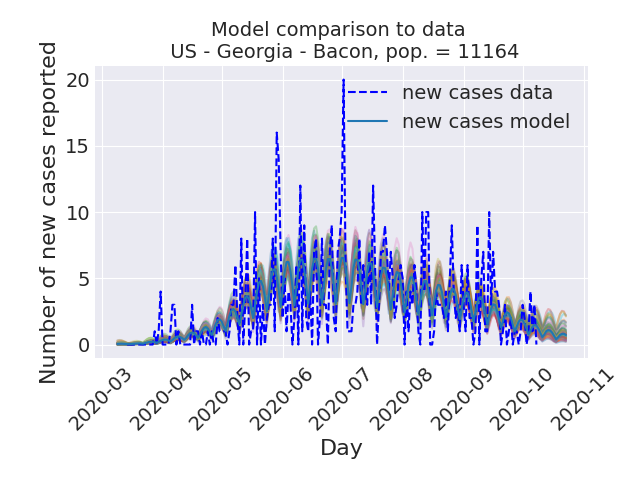 Model comparison to data
US - Georgia - Bacon, pop. = 11164
Number of new cases reported
20
15
10
5
0
new cases data
new cases model
2020-03
2020-04
2020-05
2020-06
2020-07
2020-08
2020-09
2020-10
2020-11
Day